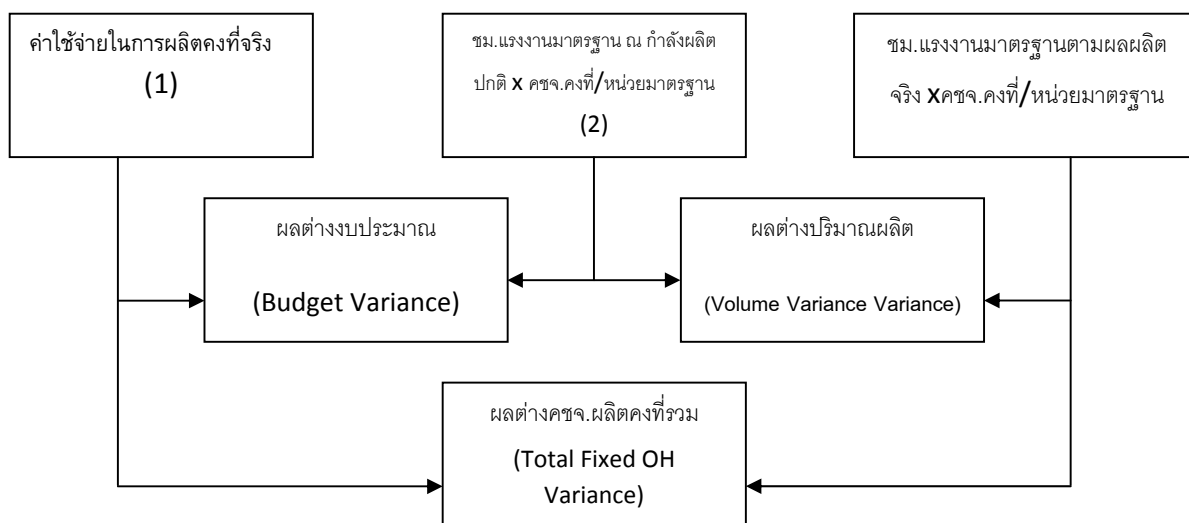 ค่าใช้จ่ายในการผลิตคงที่จริง
(1)
ชม.แรงงานมาตรฐาน ณ กำลังผลิต
ปกติ x คชจ.คงที่/หน่วยมาตรฐาน
(2)
ชม.แรงงานมาตรฐานตามผลผลิต
จริง xคชจ.คงที่/หน่วยมาตรฐาน
ผลต่างงบประมาณ
(Budget Variance)
ผลต่างปริมาณผลิต
(Volume Variance Variance)
ผลต่างคชจ.ผลิตคงที่รวม
(Total Fixed OH
Variance)